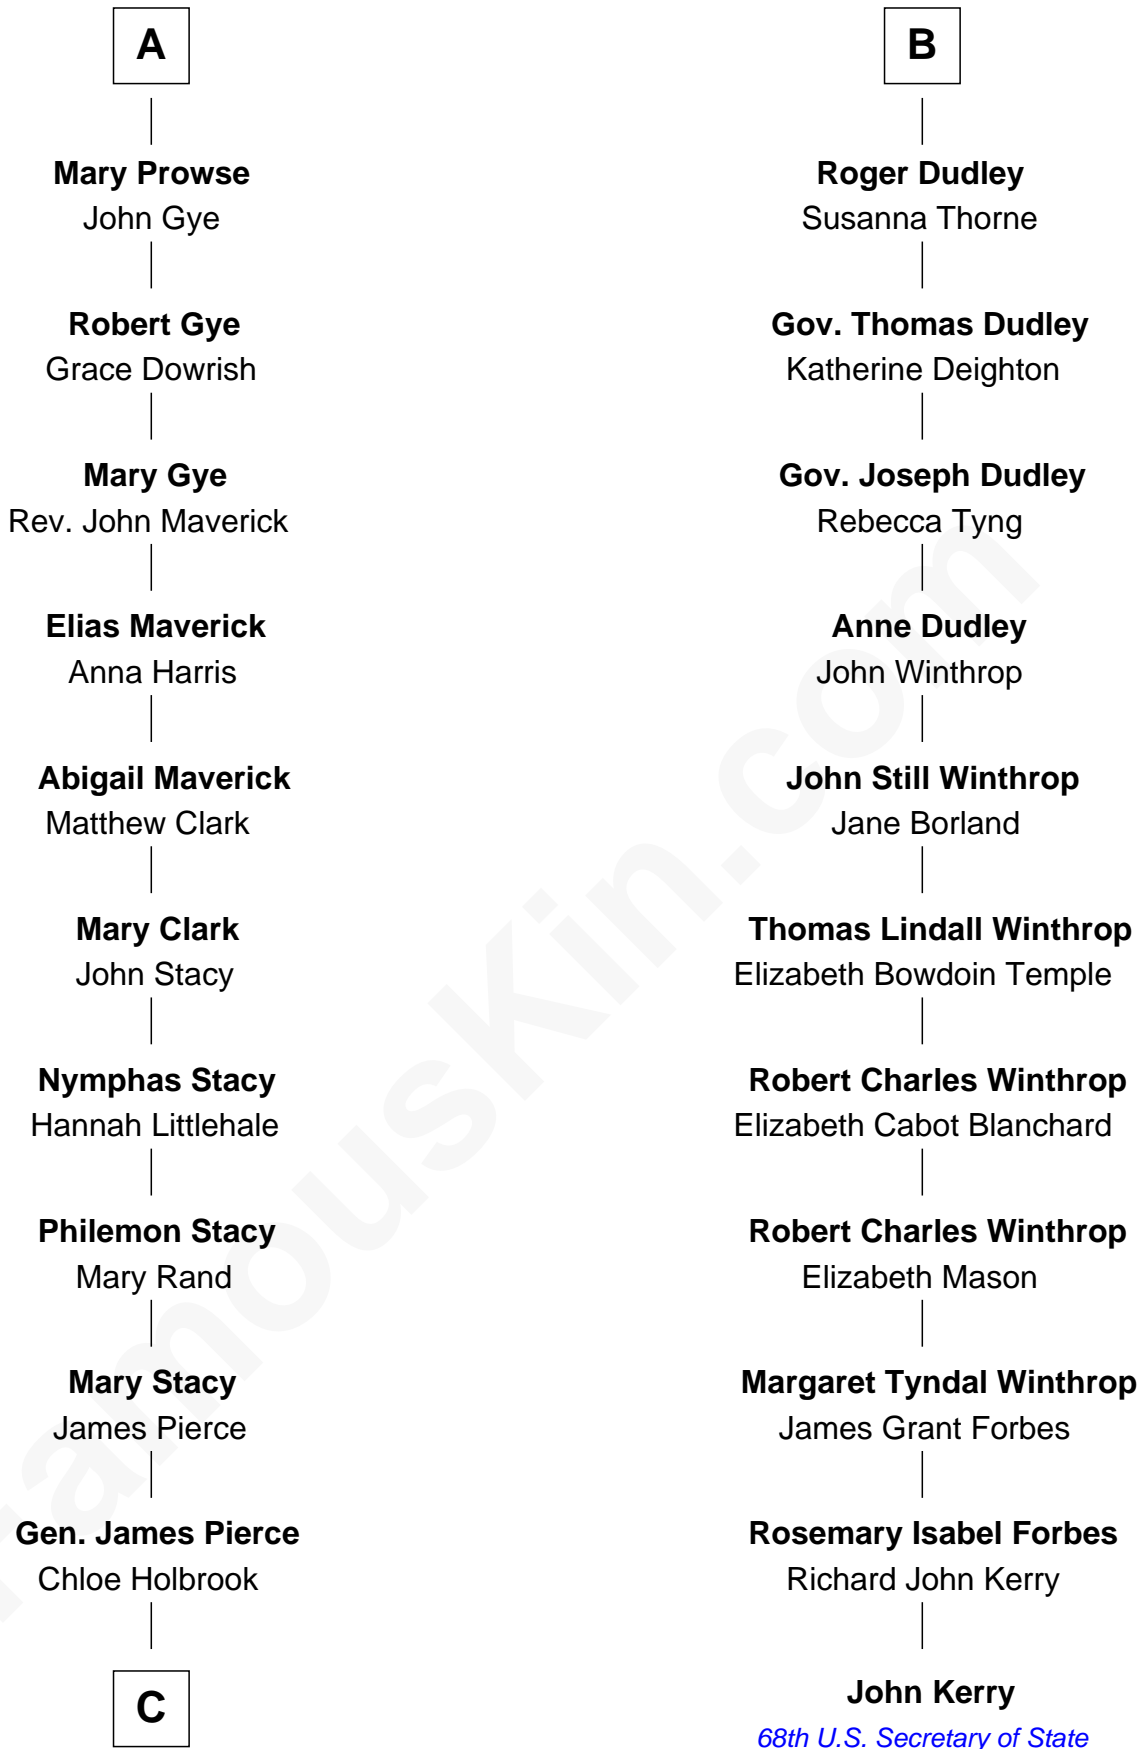 A
Mary Prowse
John Gye
Robert Gye
Grace Dowrish
Mary Gye
Rev. John Maverick
Elias Maverick
Anna Harris
Abigail Maverick
Matthew Clark
Mary Clark
John Stacy
Nymphas Stacy
Hannah Littlehale
Philemon Stacy
Mary Rand
Mary Stacy
James Pierce
Gen. James Pierce
Chloe Holbrook
C
B
Roger Dudley
Susanna Thorne
Gov. Thomas Dudley
Katherine Deighton
Gov. Joseph Dudley
Rebecca Tyng
Anne Dudley
John Winthrop
John Still Winthrop
Jane Borland
Thomas Lindall Winthrop
Elizabeth Bowdoin Temple
Robert Charles Winthrop
Elizabeth Cabot Blanchard
Robert Charles Winthrop
Elizabeth Mason
Margaret Tyndal Winthrop
James Grant Forbes
Rosemary Isabel Forbes
Richard John Kerry
John Kerry
68th U.S. Secretary of State
FamousKin.com